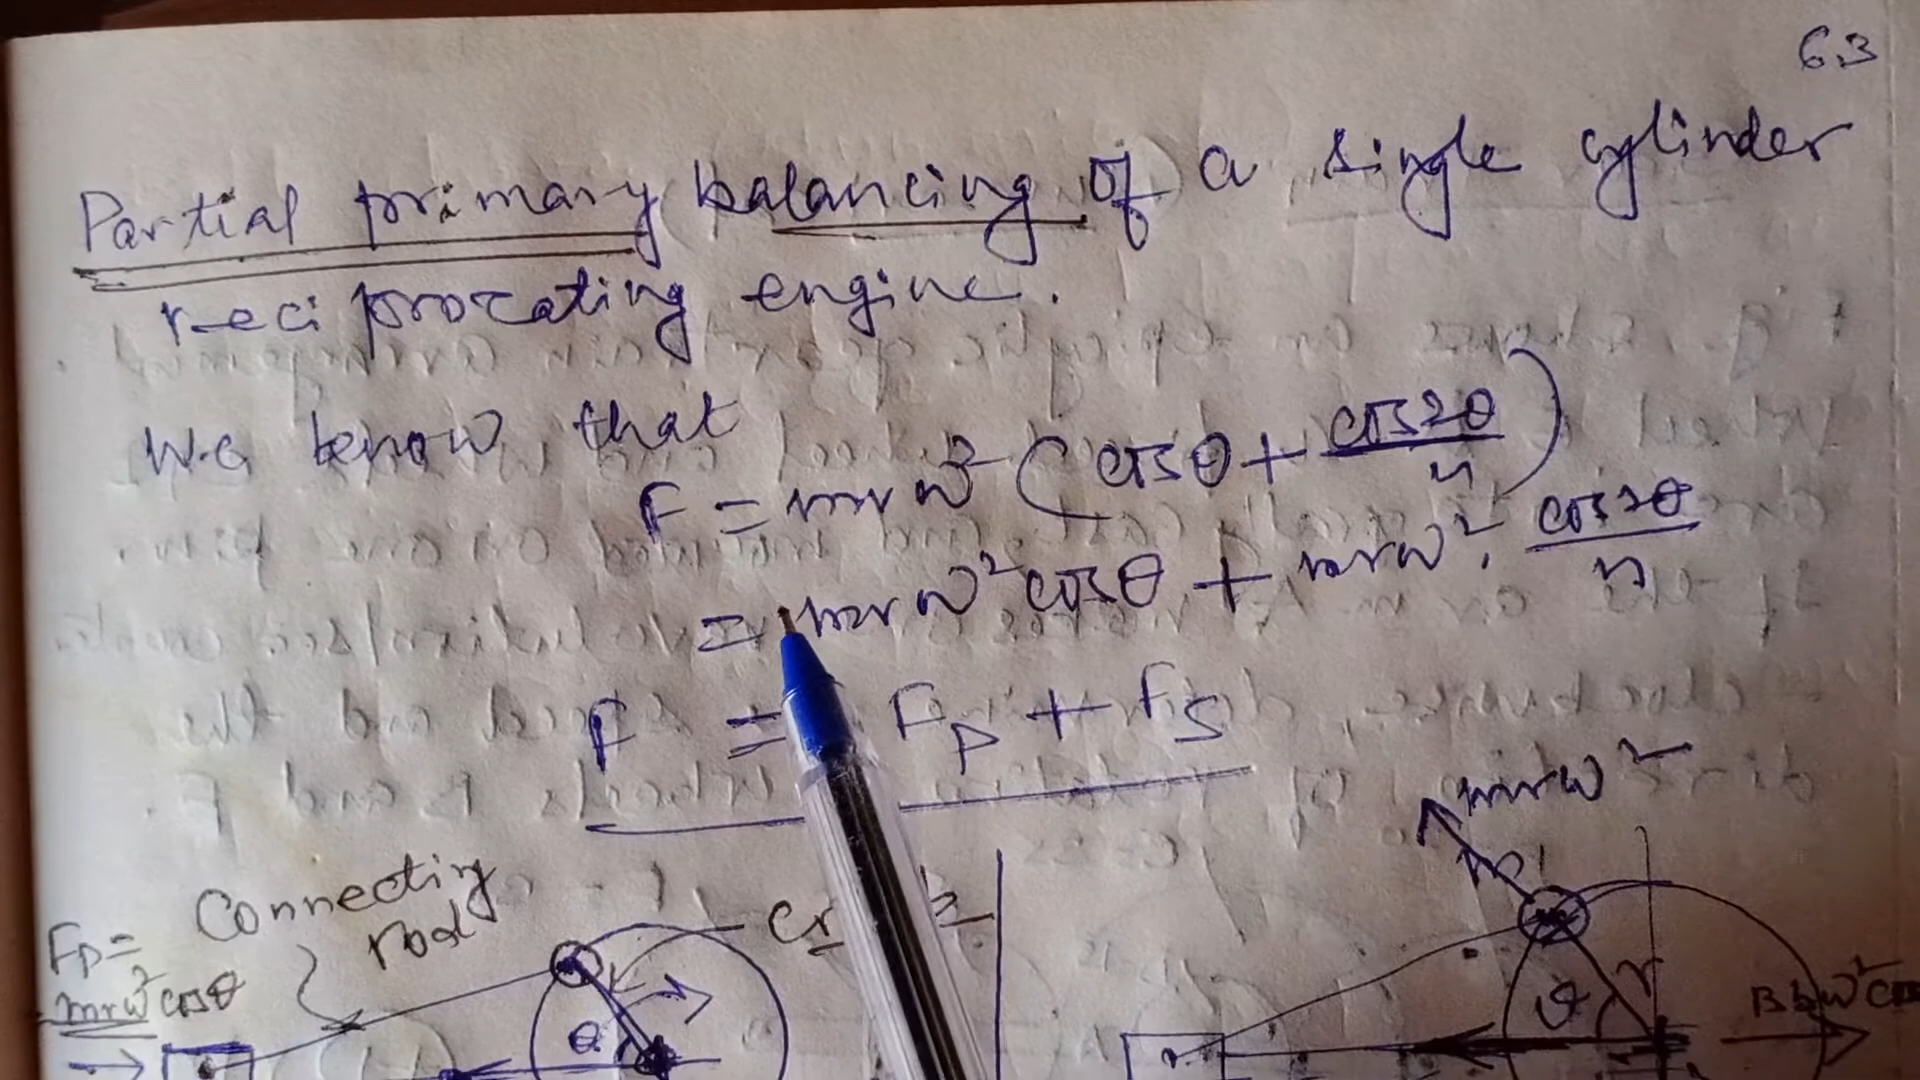 6.3
Partial primary balancing of a single cylinder
reciprocating engine.
We know that
F = mrω² (cosθ + cos2θ/n)
= mrω² cosθ + mrω² . cos2θ/n
F = Fp + Fs
mrω²
Connecting
rod
Fp =
mrω² cosθ
m
θ
θ
r
Bbω² cos